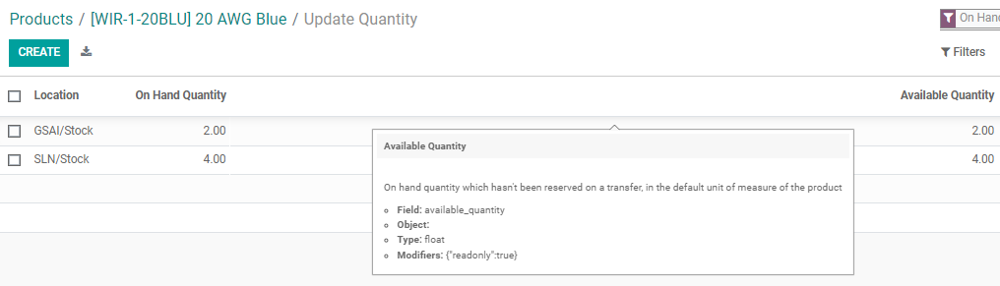 Products / [WIR-1-20BLU] 20 AWG Blue / Update Quantity
On Hand
CREATE
Filters
Location On Hand Quantity Available Quantity
GSAI/Stock 2.00 2.00
SLN/Stock 4.00 4.00
Available Quantity
On hand quantity which hasn't been reserved on a transfer, in the default unit of measure of the product
Field: available_quantity
Object:
Type: float
Modifiers: {"readonly":true}